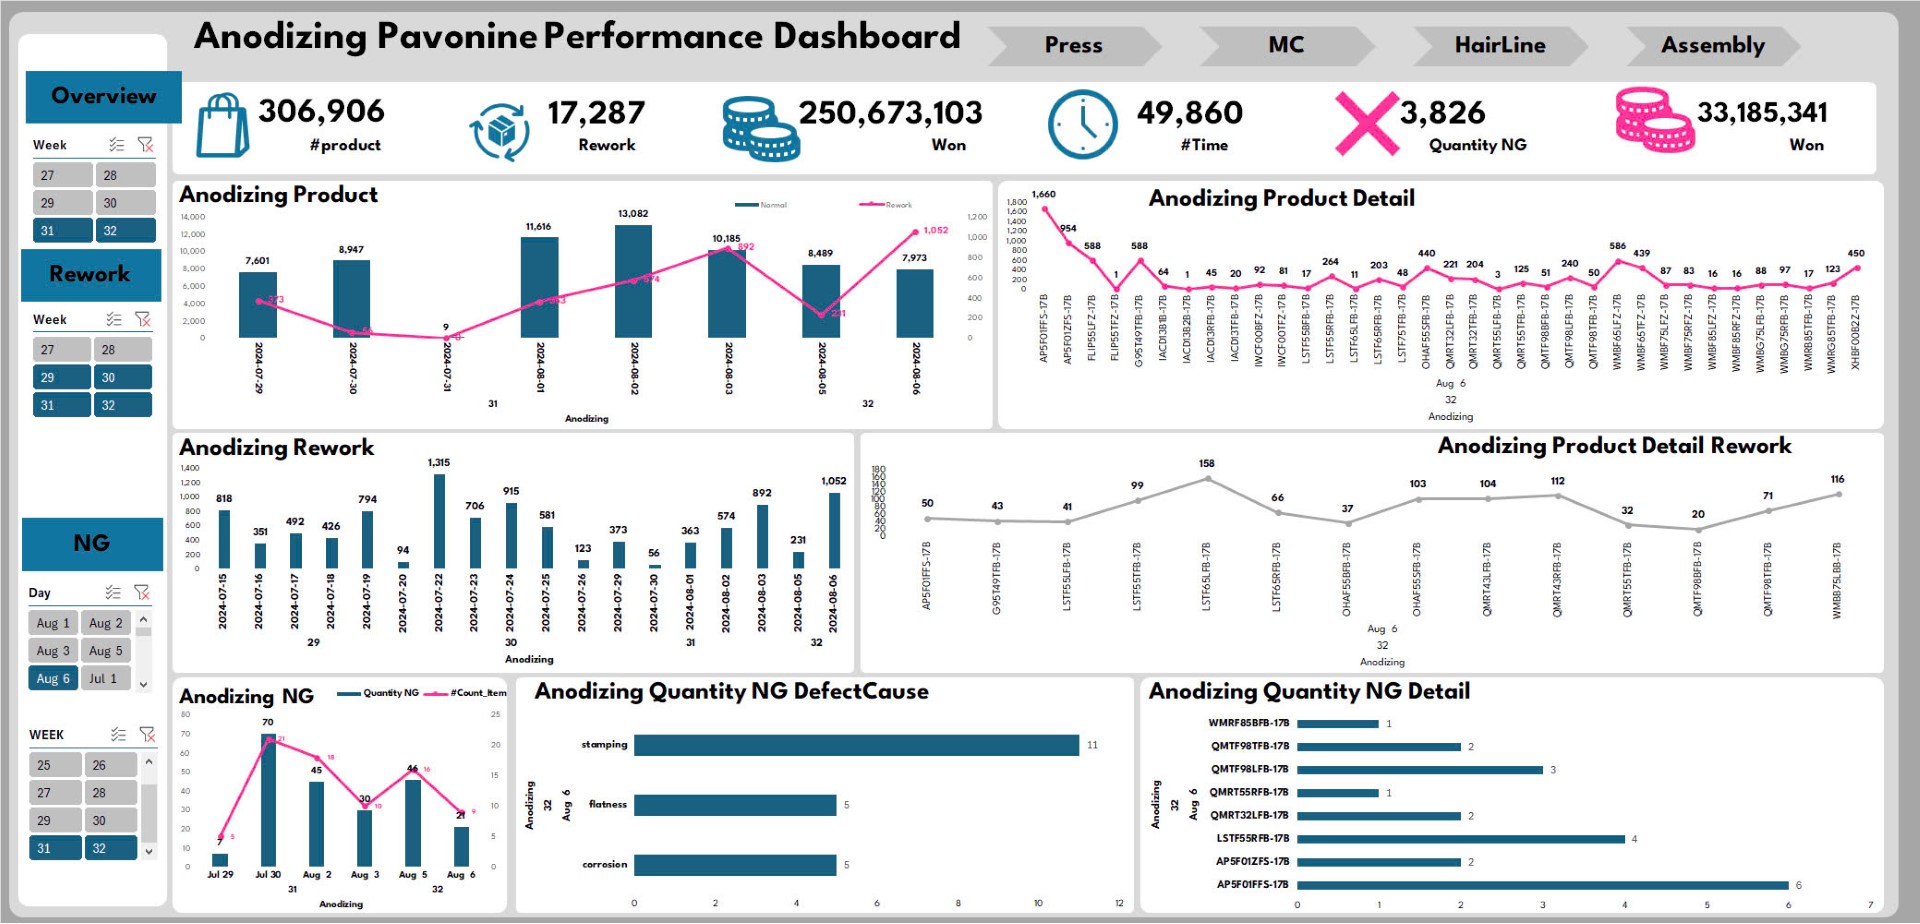 Anodizing Pavonine Performance Dashboard
Press
MC
HairLine
Assembly
Overview
306,906
#product
17,287
Rework
250,673,103
Won
49,860
#Time
3,826
Quantity NG
33,185,341
Won
Week
27 28
29 30
31 32
Rework
Week
27 28
29 30
31 32
NG
Day
Aug 1 Aug 2
Aug 3 Aug 5
Aug 6 Jul 1
WEEK
25 26
27 28
29 30
31 32
Anodizing Product
Normal Rework
14,000
12,000
10,000
8,000
6,000
4,000
2,000
0
1,200
1,000
800
600
400
200
0
7,601 8,947 9 11,616 13,082 10,185 8,489 7,973
373 363 892 231 1,052
2024-07-29 2024-07-30 2024-07-31 2024-08-01 2024-08-02 2024-08-03 2024-08-05 2024-08-06
31 32
Anodizing
Anodizing Product Detail
1,800
1,600
1,400
1,200
1,000
800
600
400
200
0
1,660 954 588 1 588 64 1 45 20 92 81 17 264 11 203 48 440 221 204 3 125 51 240 50 586 439 87 83 16 16 88 97 17 123 450
AP5F01FFS-17B AP5F01ZFS-17B FLIP55LFZ-17B FLIP55TFZ-17B G95T49TFB-17B IACD13B1B-17B IACD13B2B-17B IACD13RFB-17B IACD13TFB-17B IWCF00BFZ-17B IWCF00TFZ-17B LSTF55BFB-17B LSTF55RFB-17B LSTF65LFB-17B LSTF65RFB-17B LSTF75TFB-17B OHAF55SFB-17B QMRT32LFB-17B QMRT32TFB-17B QMRT55LFB-17B QMRT55TFB-17B QMTF98BFB-17B QMTF98LFB-17B QMTF98TFB-17B WMBF65LFZ-17B WMBF65TFZ-17B WMBF75LFZ-17B WMBF75RFZ-17B WMBF85LFZ-17B WMBF85RFZ-17B WMBG75LFB-17B WMBG75RFB-17B WMRB85TFB-17B WMRG85TFB-17B XHBF00B2Z-17B
Aug 6
32
Anodizing
Anodizing Rework
1,400
1,200
1,000
800
600
400
200
0
818 351 492 426 794 94 1,315 706 915 581 123 373 56 363 574 892 231 1,052
2024-07-15 2024-07-16 2024-07-17 2024-07-18 2024-07-19 2024-07-20 2024-07-22 2024-07-23 2024-07-24 2024-07-25 2024-07-26 2024-07-29 2024-07-30 2024-08-01 2024-08-02 2024-08-03 2024-08-05 2024-08-06
29 30 31 32
Anodizing
Anodizing Product Detail Rework
180
160
140
120
100
80
60
40
20
0
50 43 41 99 158 66 37 103 104 112 32 20 71 116
AP5F01FFS-17B G95T49TFB-17B LSTF55LFB-17B LSTF55TFB-17B LSTF65LFB-17B LSTF65RFB-17B OHAF55BFB-17B OHAF55SFB-17B QMRT43LFB-17B QMRT43RFB-17B QMRT55TFB-17B QMTF98BFB-17B QMTF98TFB-17B WMBB75LBB-17B
Aug 6
32
Anodizing
Anodizing NG
Quantity NG #Count_Item
80
70
60
50
40
30
20
10
0
25
20
15
10
5
0
7 70 45 30 46 21
5 21 18 10 16 9
Jul 29 Jul 30 Aug 2 Aug 3 Aug 5 Aug 6
31 32
Anodizing
Anodizing Quantity NG DefectCause
Anodizing
32
Aug 6
stamping 11
flatness 5
corrosion 5
0 2 4 6 8 10 12
Anodizing Quantity NG Detail
Anodizing
32
Aug 6
WMRF85BFB-17B 1
QMTF98TFB-17B 2
QMTF98LFB-17B 3
QMRT55RFB-17B 1
QMRT32LFB-17B 2
LSTF55RFB-17B 4
AP5F01ZFS-17B 2
AP5F01FFS-17B 6
0 1 2 3 4 5 6 7